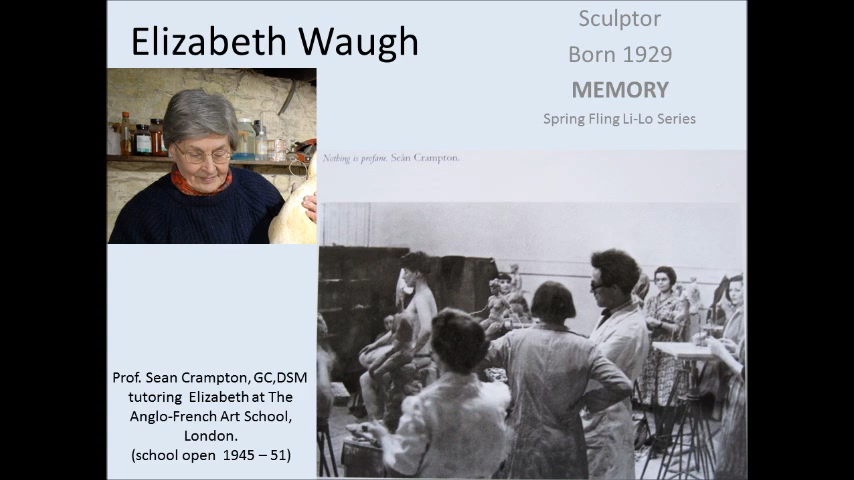 Elizabeth Waugh
Sculptor
Born 1929
MEMORY
Spring Fling Li-Lo Series
Nothing is profane. Seán Crampton.
Prof. Sean Crampton, GC,DSM
tutoring Elizabeth at The
Anglo-French Art School,
London.
(school open 1945 – 51)